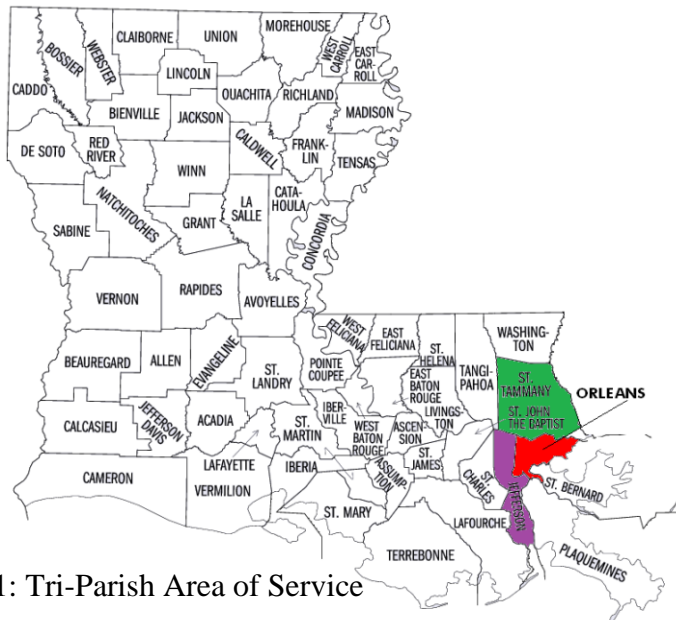 MOREHOUSE
CLAIBORNE
UNION
WEST
CARROLL
EAST
CAR-
ROLL
BOSSIER
WEBSTER
LINCOLN
CADDO
OUACHITA
RICHLAND
MADISON
BIENVILLE
JACKSON
DE SOTO
RED
RIVER
CALDWELL
FRANK-
LIN
TENSAS
WINN
NATCHITOCHES
LA
SALLE
CATA-
HOULA
SABINE
GRANT
CONCORDIA
VERNON
RAPIDES
AVOYELLES
WEST
FELICIANA
EAST
FELICIANA
ST.
HELENA
WASHING-
TON
BEAUREGARD
ALLEN
EVANGELINE
POINTE
COUPEE
EAST
BATON
ROUGE
TANGI-
PAHOA
ST.
TAMMANY
ST.
LANDRY
ORLEANS
JEFFERSON
DAVIS
IBER-
VILLE
LIVINGS-
TON
ST. JOHN
THE BAPTIST
CALCASIEU
ACADIA
ST.
MARTIN
WEST
BATON
ROUGE
ASCEN-
SION
CAMERON
LAFAYETTE
IBERIA
ASSUMP-
TION
ST.
JAMES
ST.
CHARLES
JEFFERSON
ST. BERNARD
VERMILION
ST. MARY
LAFOURCHE
TERREBONNE
PLAQUEMINES
1: Tri-Parish Area of Service